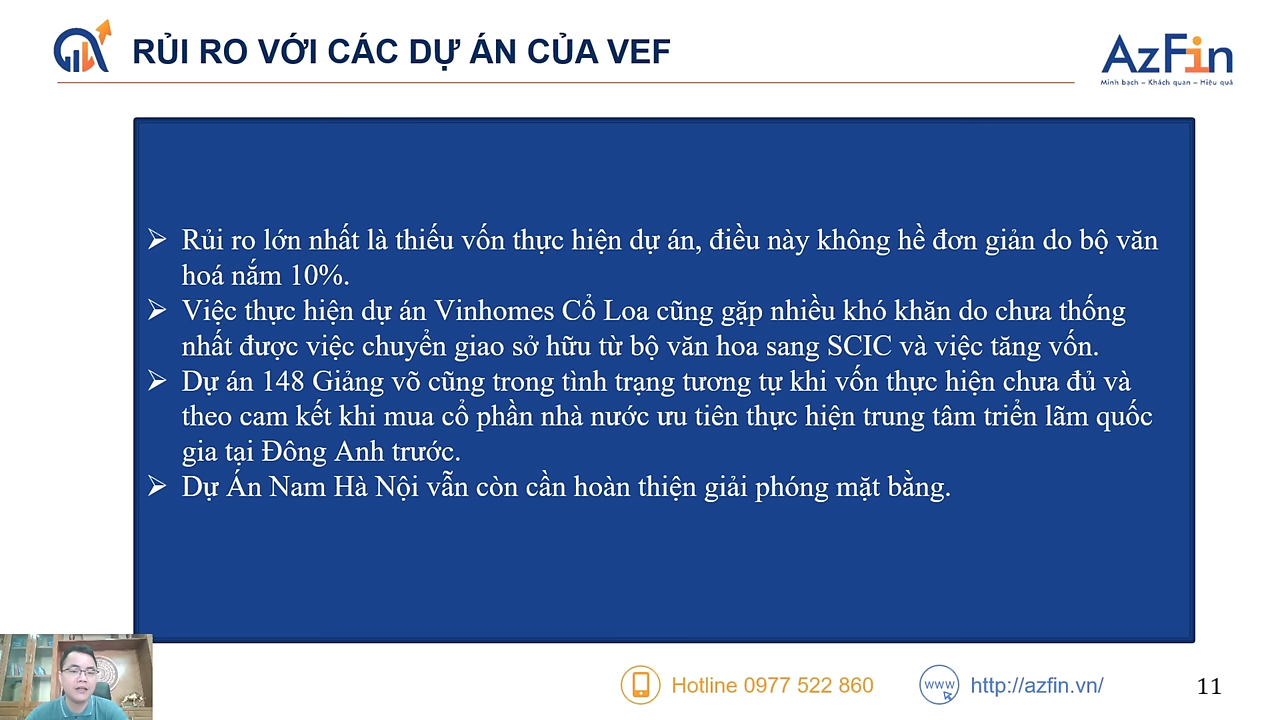 RỦI RO VỚI CÁC DỰ ÁN CỦA VEF
AzFin
Minh bạch – Khách quan – Hiệu quả
➢ Rủi ro lớn nhất là thiếu vốn thực hiện dự án, điều này không hề đơn giản do bộ văn
hoá nắm 10%.
➢ Việc thực hiện dự án Vinhomes Cổ Loa cũng gặp nhiều khó khăn do chưa thống
nhất được việc chuyển giao sở hữu từ bộ văn hoa sang SCIC và việc tăng vốn.
➢ Dự án 148 Giảng võ cũng trong tình trạng tương tự khi vốn thực hiện chưa đủ và
theo cam kết khi mua cổ phần nhà nước ưu tiên thực hiện trung tâm triển lãm quốc
gia tại Đông Anh trước.
➢ Dự Án Nam Hà Nội vẫn còn cần hoàn thiện giải phóng mặt bằng.
Hotline 0977 522 860
www
http://azfin.vn/
11